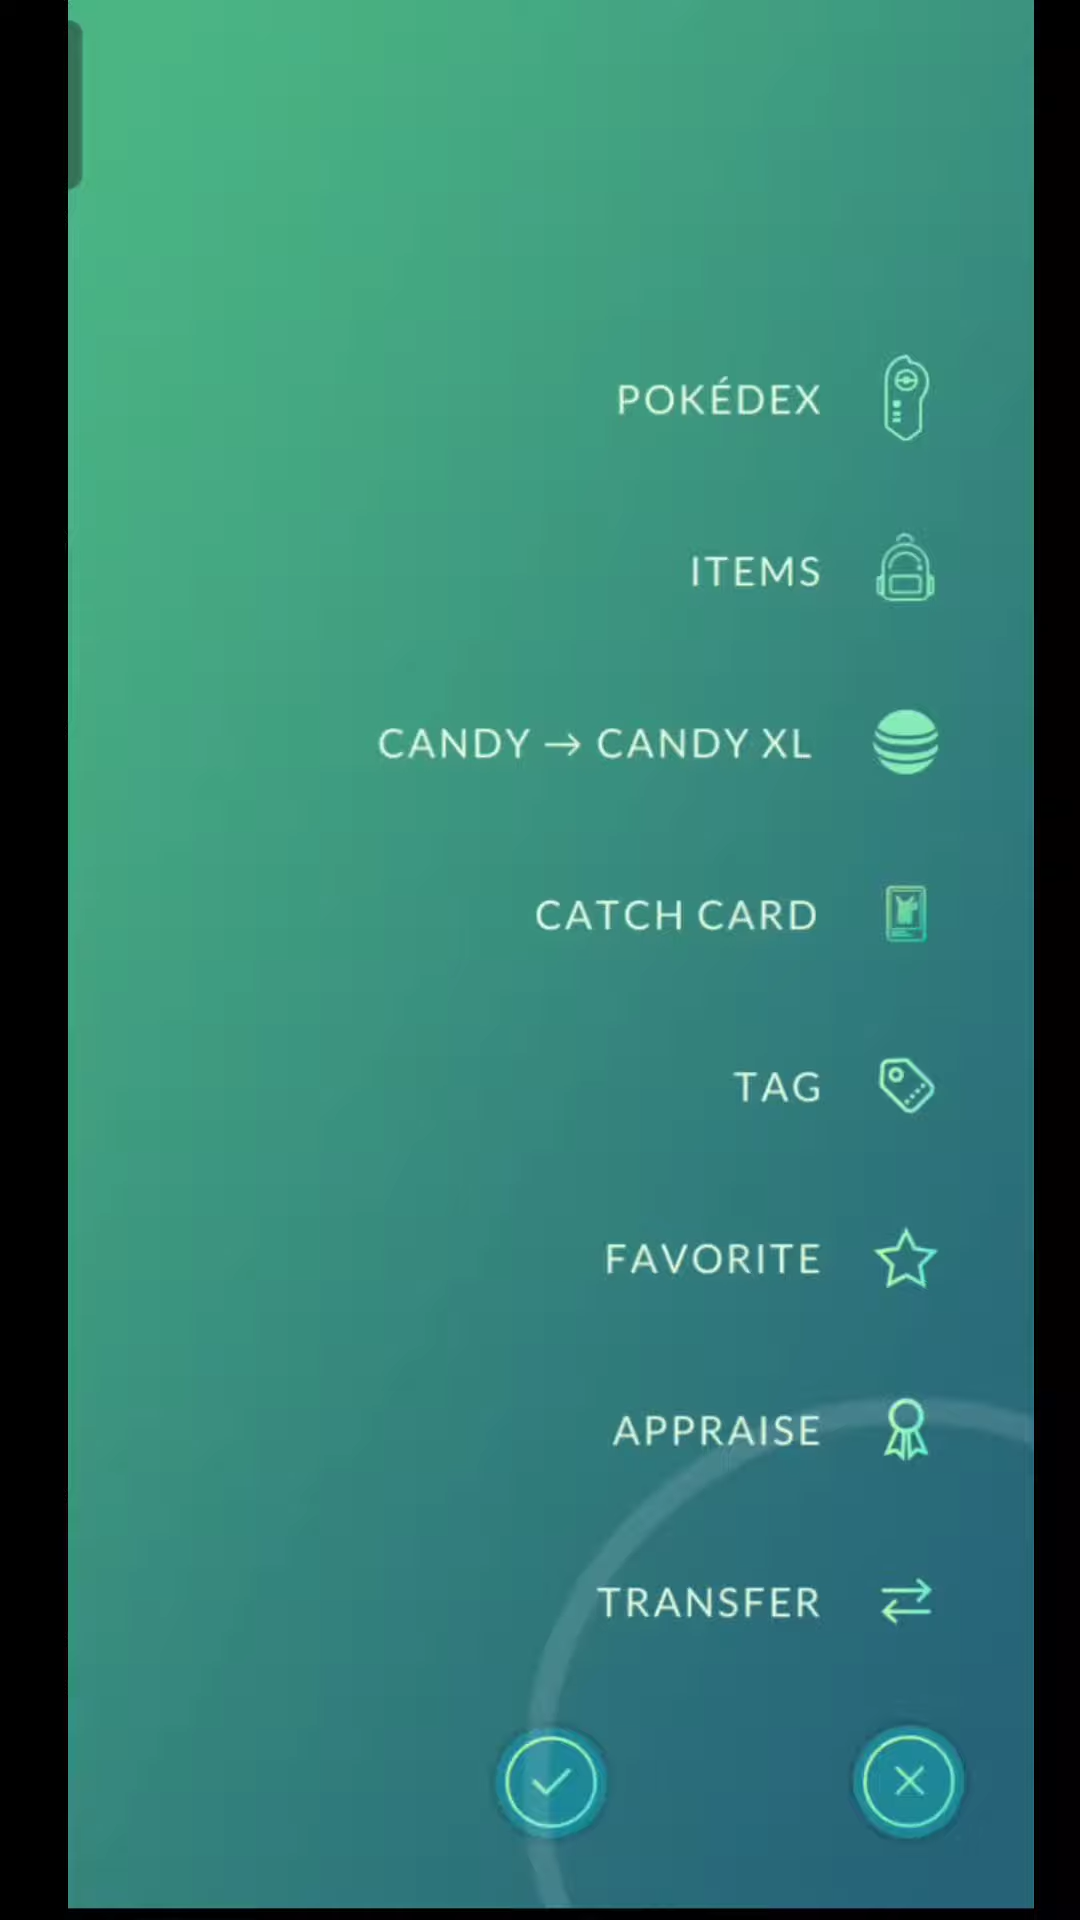 POKÉDEX
ITEMS
CANDY → CANDY XL
CATCH CARD
TAG
FAVORITE
APPRAISE
TRANSFER